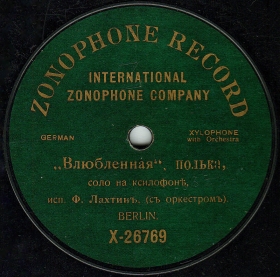 ZONOPHONE RECORD
INTERNATIONAL
ZONOPHONE COMPANY
GERMAN
XYLOPHONE
with Orchestra
„Влюбленная“, полька,
соло на ксилофонѣ,
исп. Ф. Лахтинъ. (съ оркестромъ).
BERLIN.
X-26769